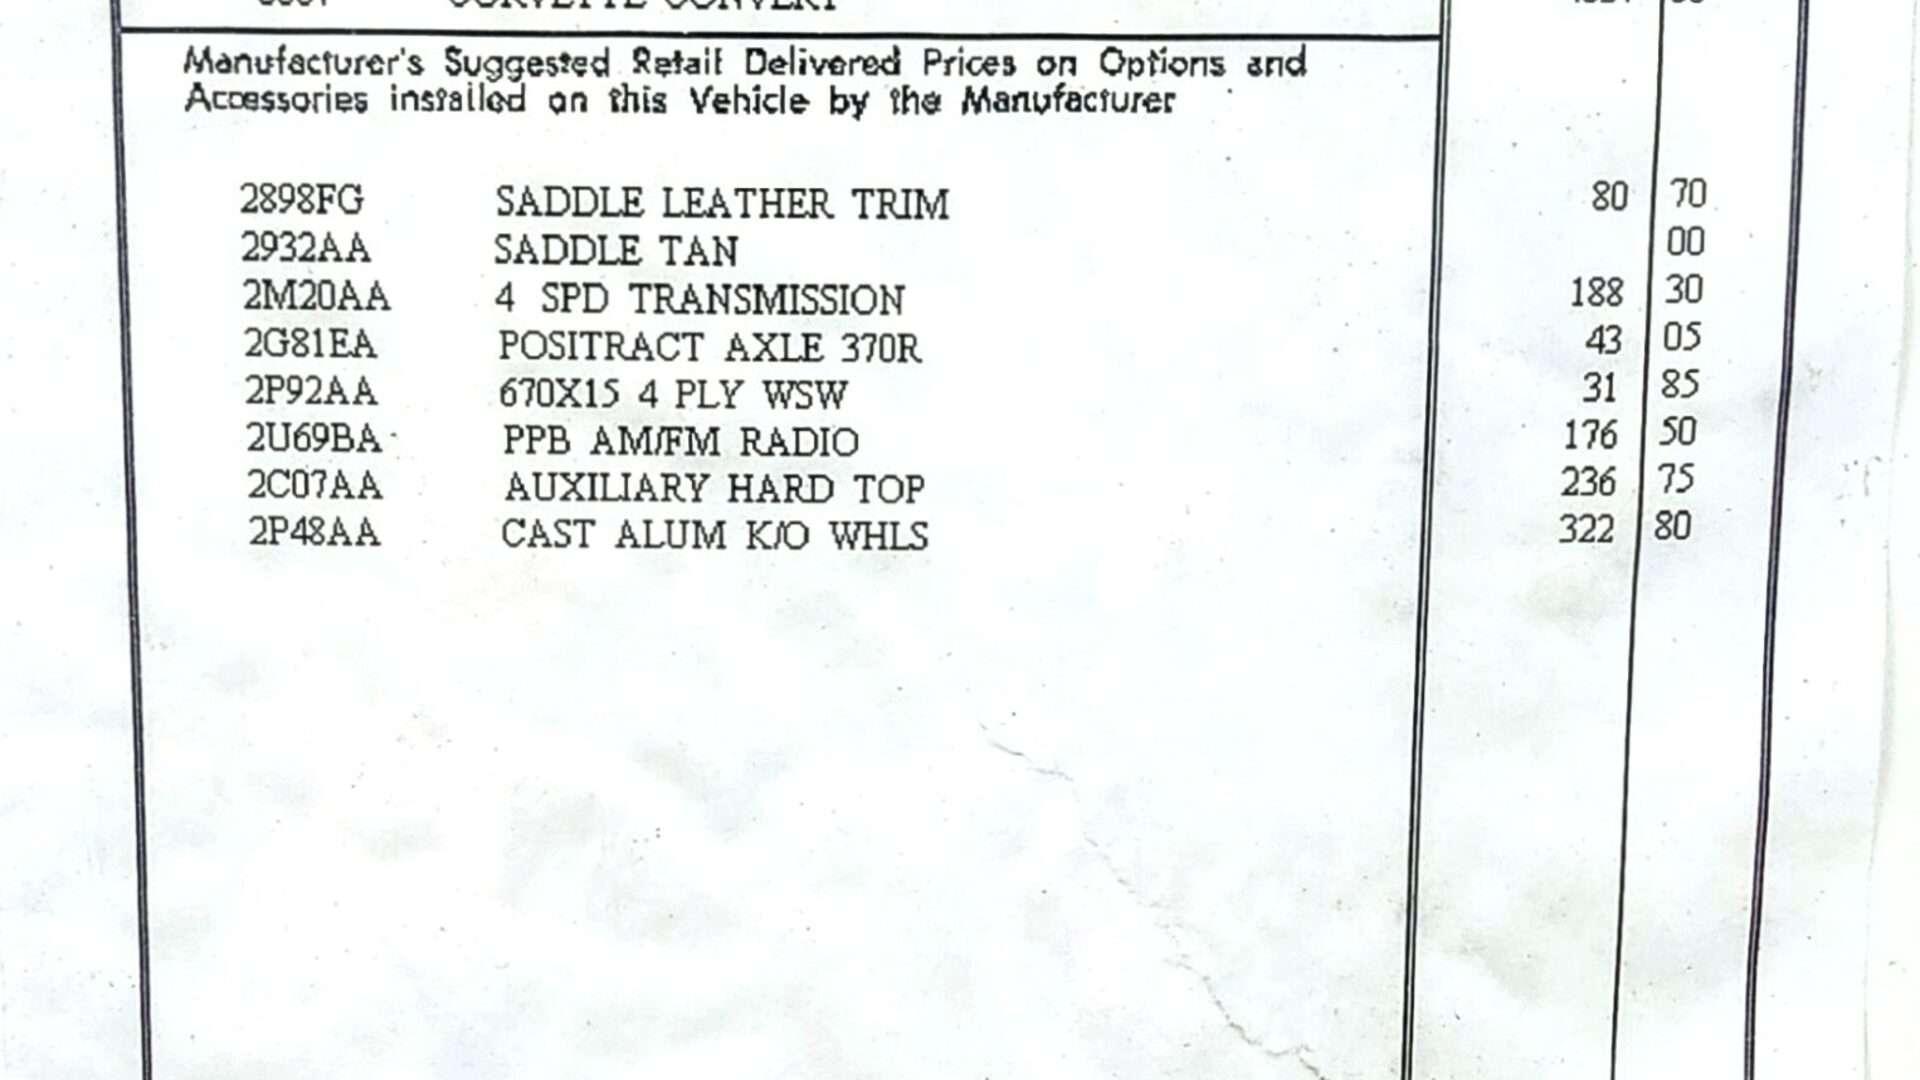 CORVETTE CONVERT
Manufacturer's Suggested Retail Delivered Prices on Options and
Accessories installed on this Vehicle by the Manufacturer
2898FG SADDLE LEATHER TRIM 80 70
2932AA SADDLE TAN 00
2M20AA 4 SPD TRANSMISSION 188 30
2G81EA POSITRACT AXLE 370R 43 05
2P92AA 670X15 4 PLY WSW 31 85
2U69BA PPB AM/FM RADIO 176 50
2C07AA AUXILIARY HARD TOP 236 75
2P48AA CAST ALUM K/O WHLS 322 80